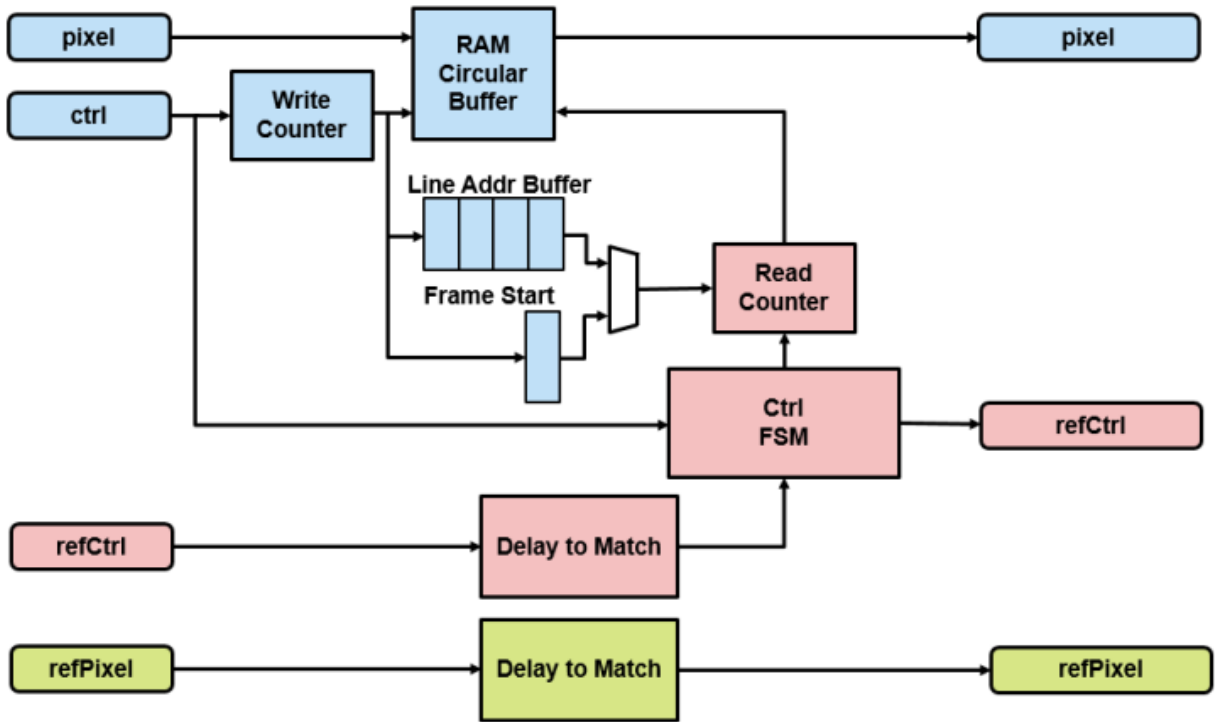 pixel
RAM
Circular
Buffer
pixel
ctrl
Write
Counter
Line Addr Buffer
Frame Start
Read
Counter
Ctrl
FSM
refCtrl
refCtrl
Delay to Match
refPixel
Delay to Match
refPixel